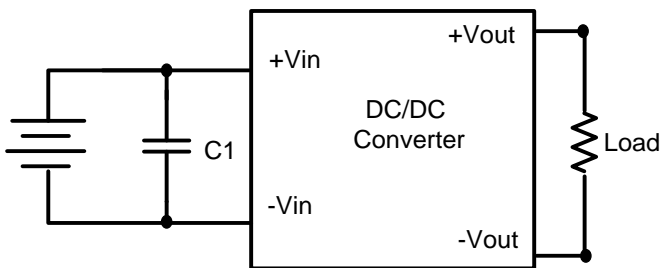 +Vout
+Vin
DC/DC
Converter
C1
Load
-Vin
-Vout